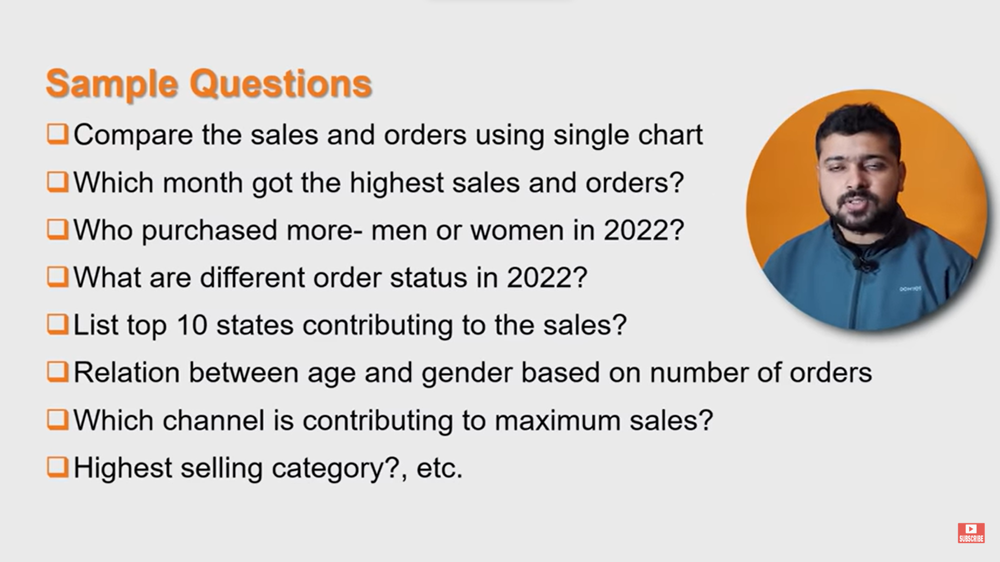 Sample Questions
Compare the sales and orders using single chart
Which month got the highest sales and orders?
Who purchased more- men or women in 2022?
What are different order status in 2022?
List top 10 states contributing to the sales?
Relation between age and gender based on number of orders
Which channel is contributing to maximum sales?
Highest selling category?, etc.
SUBSCRIBE